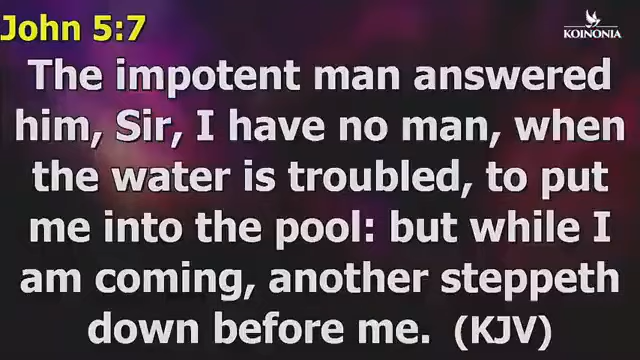 John 5:7
KOINONIA
The impotent man answered
him, Sir, I have no man, when
the water is troubled, to put
me into the pool: but while I
am coming, another steppeth
down before me. (KJV)